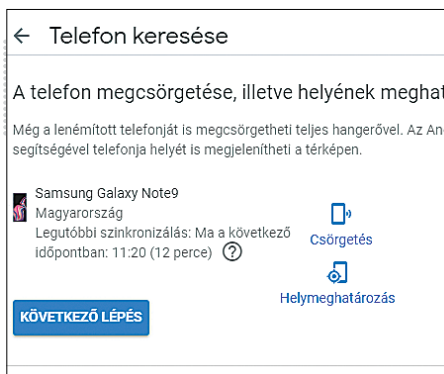 Telefon keresése
A telefon megcsörgetése, illetve helyének meghat
Még a lenémított telefonját is megcsörgetheti teljes hangerővel. Az An
segítségével telefonja helyét is megjelenítheti a térképen.
Samsung Galaxy Note9
Magyarország
Legutóbbi szinkronizálás: Ma a következő
időpontban: 11:20 (12 perce)
Csörgetés
Helymeghatározás
KÖVETKEZŐ LÉPÉS